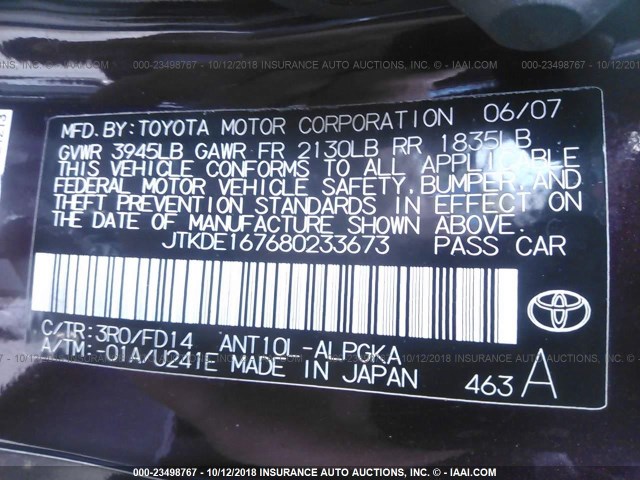 000-23498767 - 10/12/2018 INSURANCE AUTO AUCTIONS, INC. - © IAAI.COM
MFD.BY:TOYOTA MOTOR CORPORATION 06/07
GVWR 3945LB GAWR FR 2130LB RR 1835LB
THIS VEHICLE CONFORMS TO ALL APPLICABLE
FEDERAL MOTOR VEHICLE SAFETY, BUMPER, AND
THEFT PREVENTION STANDARDS IN EFFECT ON
THE DATE OF MANUFACTURE SHOWN ABOVE.
JTKDE167680233673 PASS CAR
TOYOTA
C/TR:3R0/FD14 ANT10L-ALPGKA
A/TM:-01A/U241E MADE IN JAPAN
463 A
000-23498767 - 10/12/2018 INSURANCE AUTO AUCTIONS, INC. - © IAAI.COM